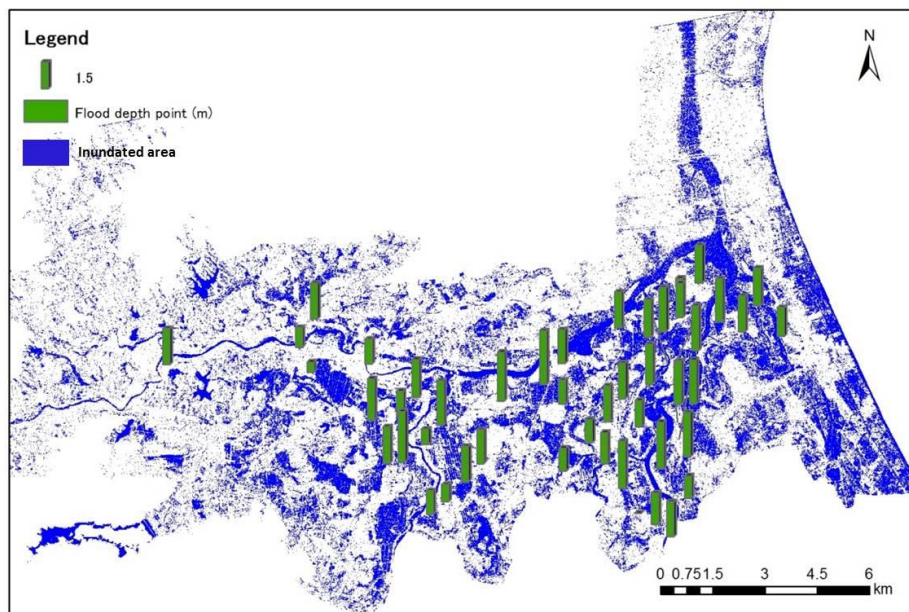 Legend
1.5
Flood depth point (m)
Inundated area
N
0 0.75 1.5 3 4.5 6
km